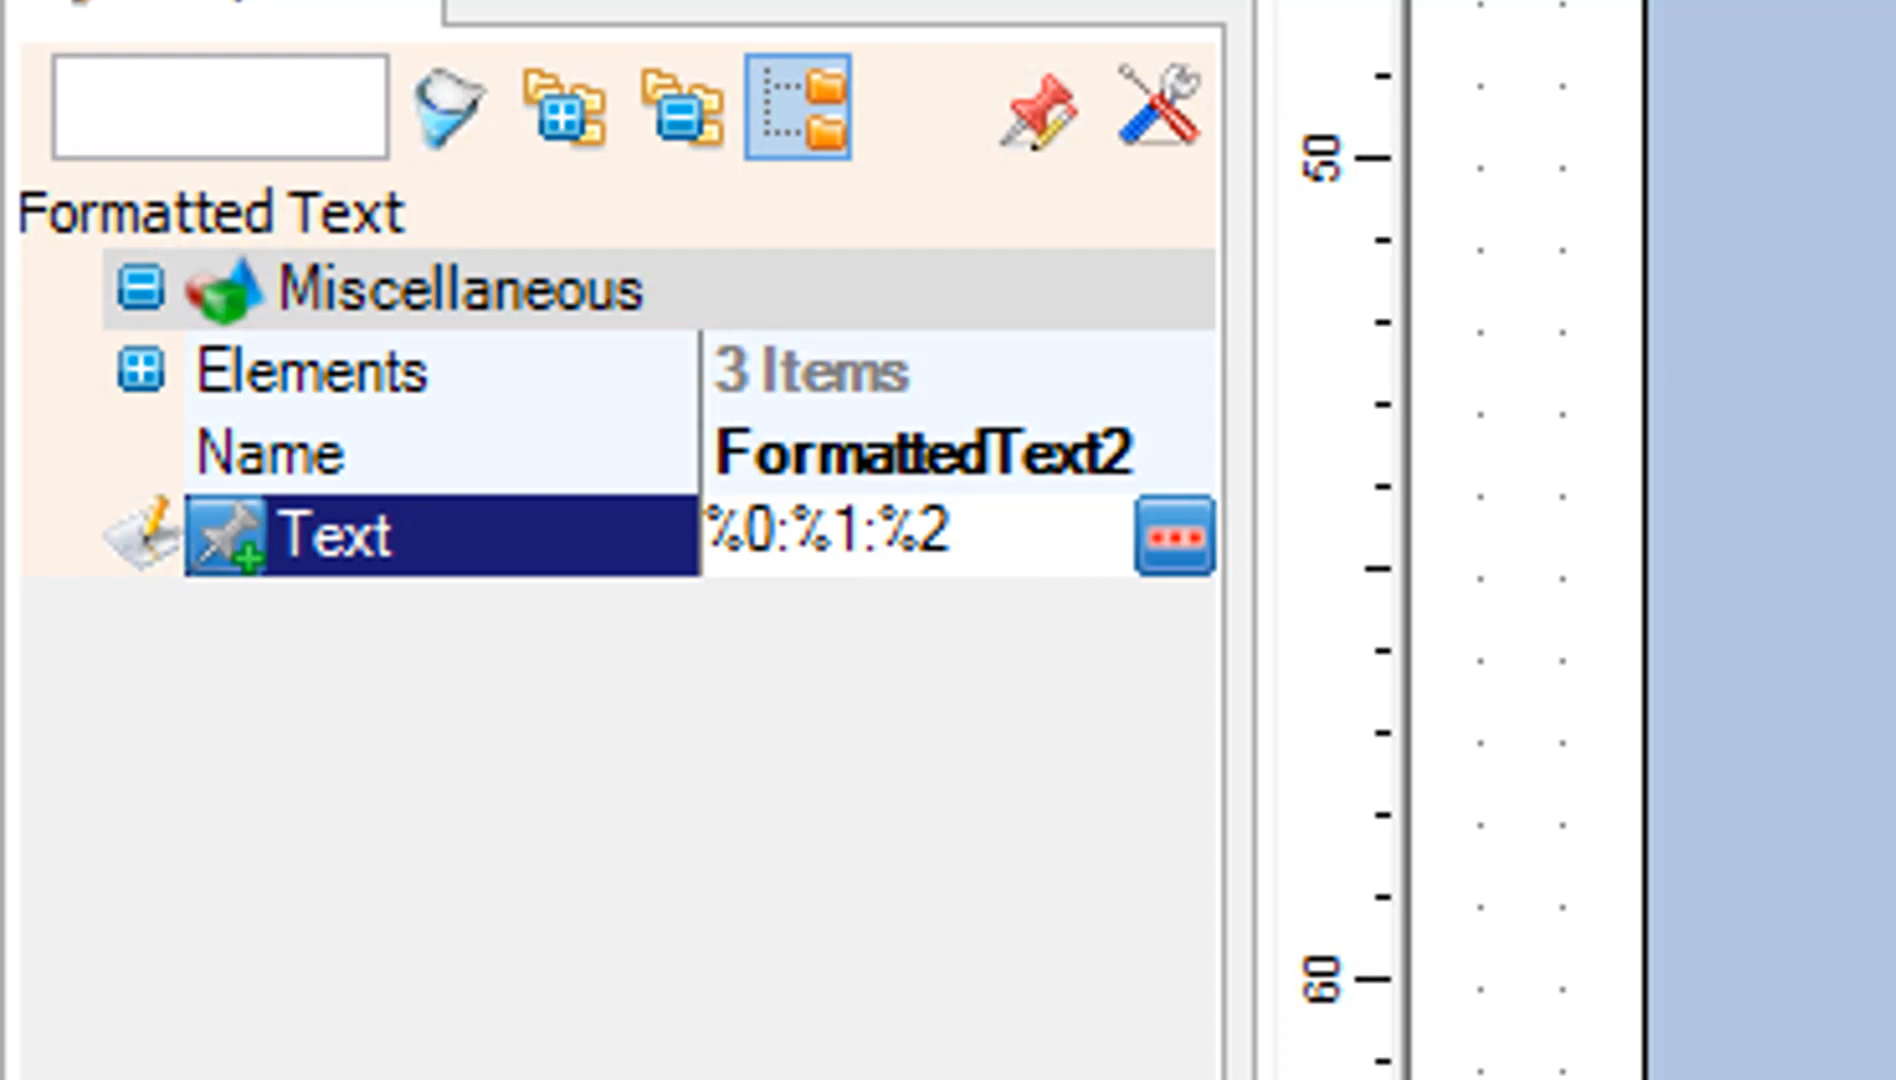 Formatted Text
Miscellaneous
Elements 3 Items
Name FormattedText2
Text %0:%1:%2
50
60